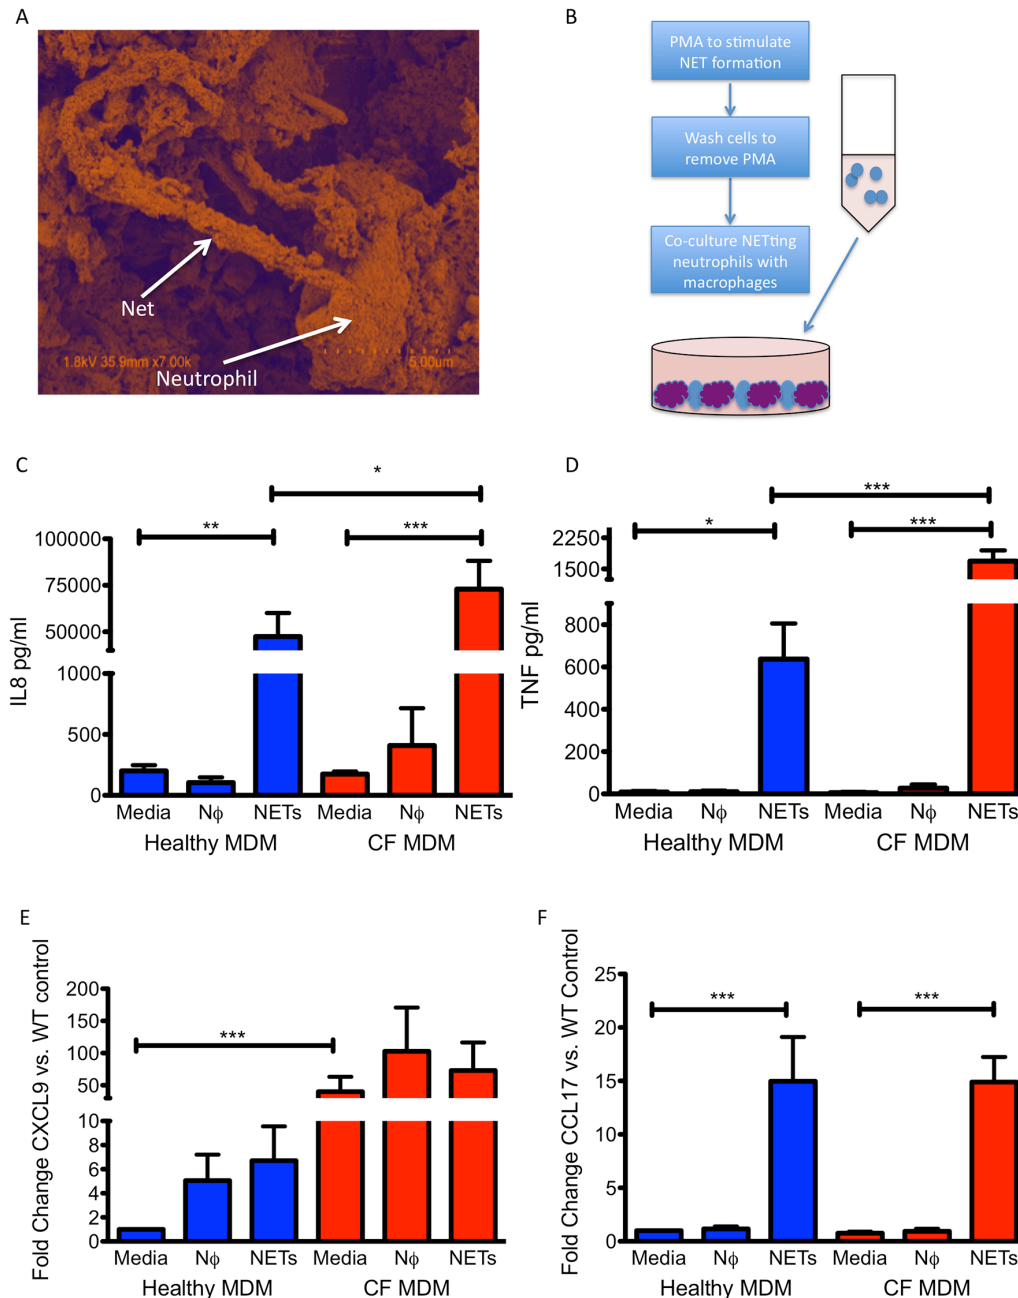 A
Net
Neutrophil
1.8kV 35.9mm x7.00k
5.00um
B
PMA to stimulate
NET formation
Wash cells to
remove PMA
Co-culture NETting
neutrophils with
macrophages
C
*
**
***
IL8 pg/ml
100000
75000
50000
1000
500
0
Media Nϕ NETs Media Nϕ NETs
Healthy MDM CF MDM
D
***
*
***
TNF pg/ml
2250
1500
800
600
400
200
0
Media Nϕ NETs Media Nϕ NETs
Healthy MDM CF MDM
E
***
Fold Change CXCL9 vs. WT control
200
150
100
50
10
8
6
4
2
0
Media Nϕ NETs Media Nϕ NETs
Healthy MDM CF MDM
F
***
***
Fold Change CCL17 vs. WT Control
25
20
15
10
5
0
Media Nϕ NETs Media Nϕ NETs
Healthy MDM CF MDM